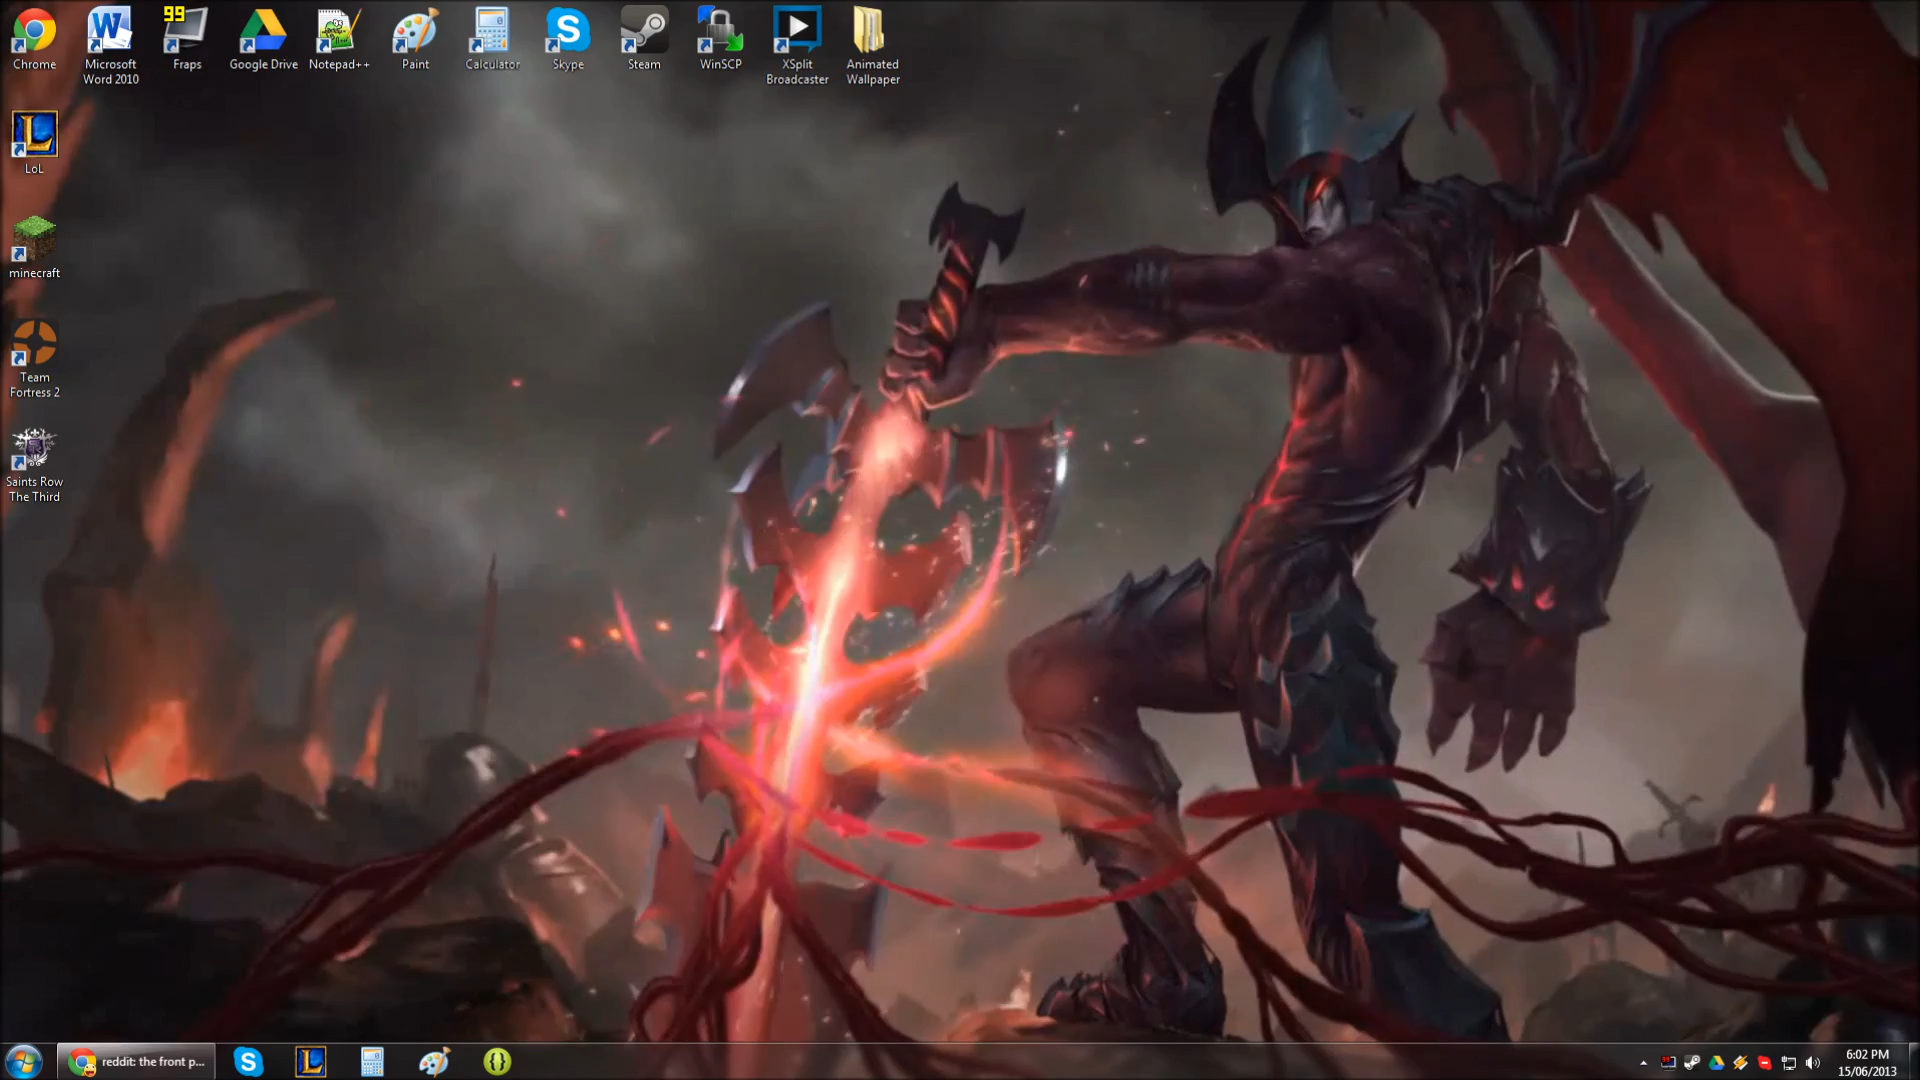 99
Chrome
Microsoft
Word 2010
Fraps
Google Drive
Notepad++
Paint
Calculator
Skype
Steam
WinSCP
XSplit
Broadcaster
Animated
Wallpaper
LoL
minecraft
Team
Fortress 2
Saints Row
The Third
reddit: the front p...
6:02 PM
15/06/2013